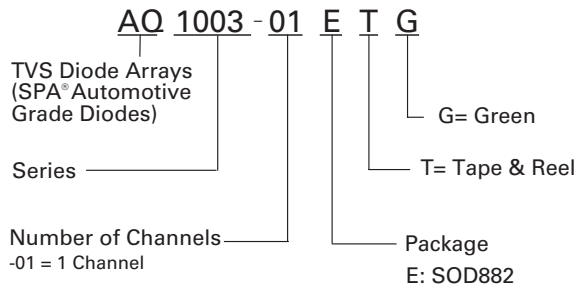 AQ 1003 - 01 E T G
TVS Diode Arrays
(SPA® Automotive
Grade Diodes)
G= Green
Series
T= Tape & Reel
Number of Channels
-01 = 1 Channel
Package
E: SOD882